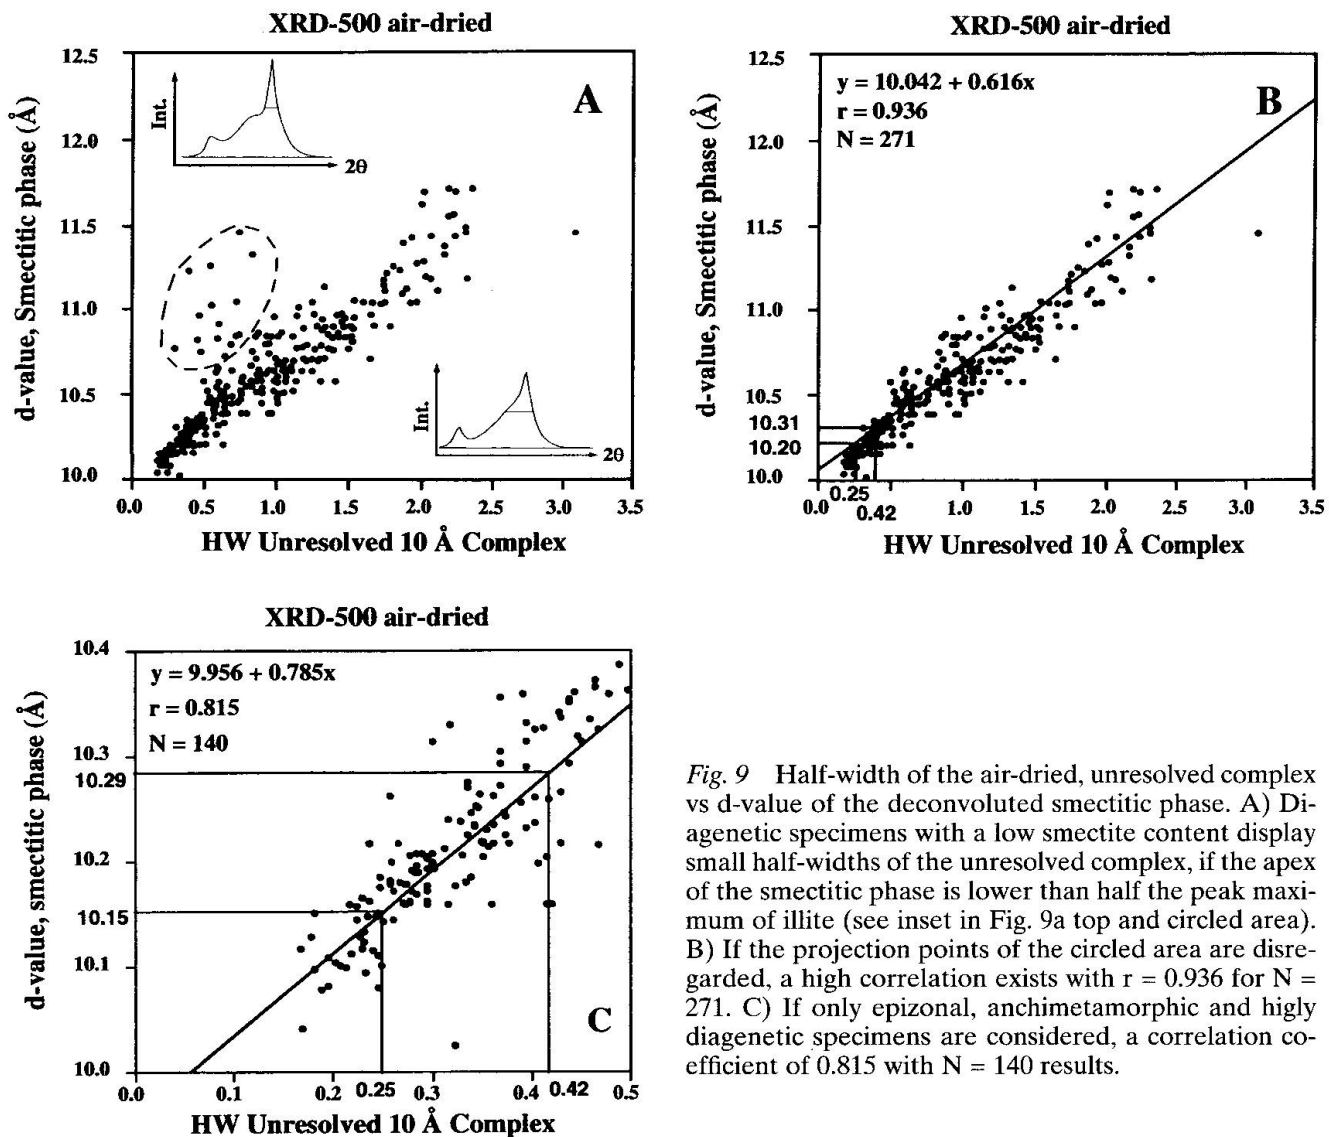 XRD-500 air-dried
12.5
12.0
11.5
11.0
10.5
10.0
d-value, Smectitic phase (Å)
A
Int.
2θ
Int.
2θ
0.0 0.5 1.0 1.5 2.0 2.5 3.0 3.5
HW Unresolved 10 Å Complex
XRD-500 air-dried
y = 10.042 + 0.616x
r = 0.936
N = 271
B
12.5
12.0
11.5
11.0
10.5
10.31
10.20
10.0
d-value, Smectitic phase (Å)
0.0 0.25 0.42 1.0 1.5 2.0 2.5 3.0 3.5
HW Unresolved 10 Å Complex
XRD-500 air-dried
y = 9.956 + 0.785x
r = 0.815
N = 140
10.4
10.3
10.29
10.2
10.15
10.1
10.0
d-value, smectitic phase (Å)
C
0.0 0.1 0.2 0.25 0.3 0.4 0.42 0.5
HW Unresolved 10 Å Complex
Fig. 9 Half-width of the air-dried, unresolved complex
vs d-value of the deconvoluted smectitic phase. A) Di-
agenetic specimens with a low smectite content display
small half-widths of the unresolved complex, if the apex
of the smectitic phase is lower than half the peak maxi-
mum of illite (see inset in Fig. 9a top and circled area).
B) If the projection points of the circled area are disre-
garded, a high correlation exists with r = 0.936 for N =
271. C) If only epizonal, anchimetamorphic and higly
diagenetic specimens are considered, a correlation co-
efficient of 0.815 with N = 140 results.